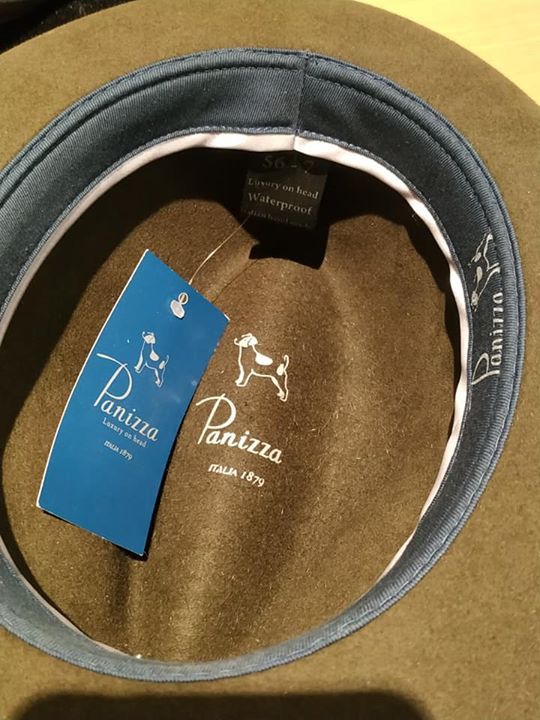 56
Luxury on head
Waterproof
Panizza
Panizza
Luxury on head
ITALIA 1879
Panizza
ITALIA 1879